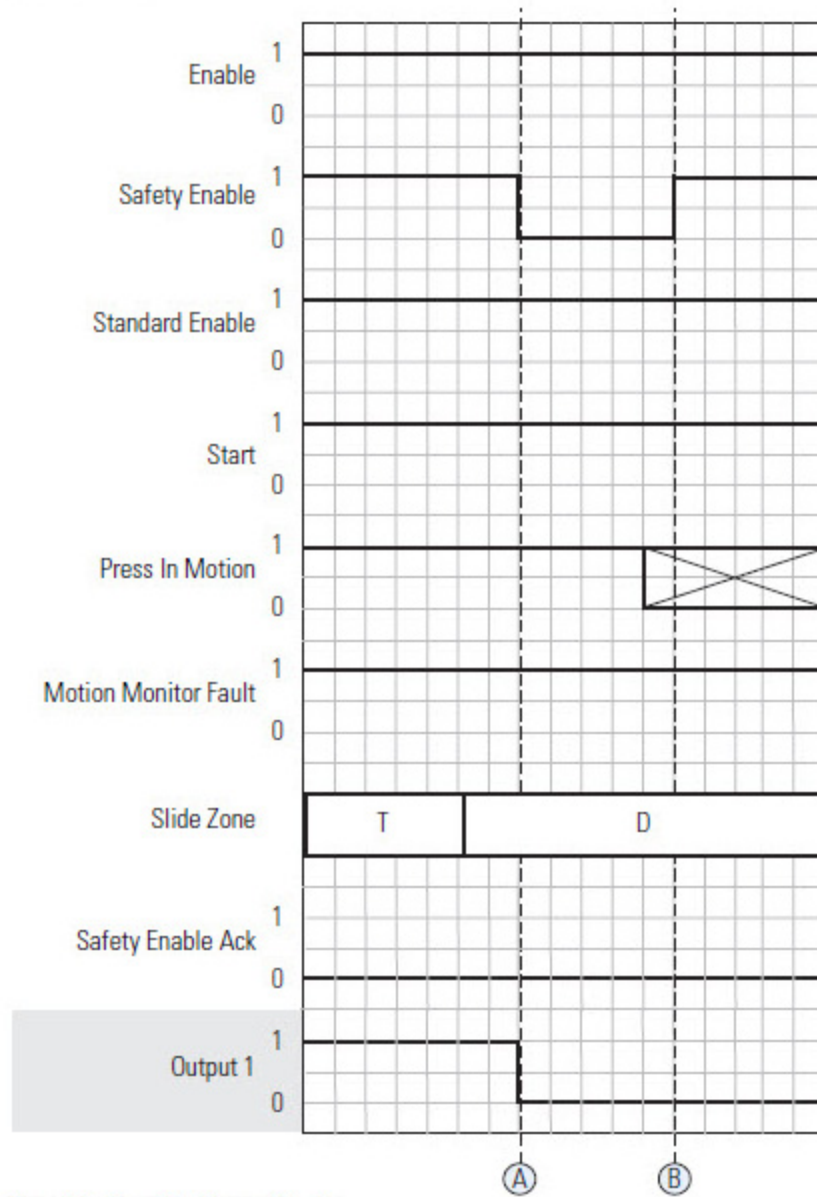 Enable 1
0
Safety Enable 1
0
Standard Enable 1
0
Start 1
0
Press In Motion 1
0
Motion Monitor Fault 1
0
Slide Zone T D
Safety Enable Ack 1
0
Output 1 1
0
A B